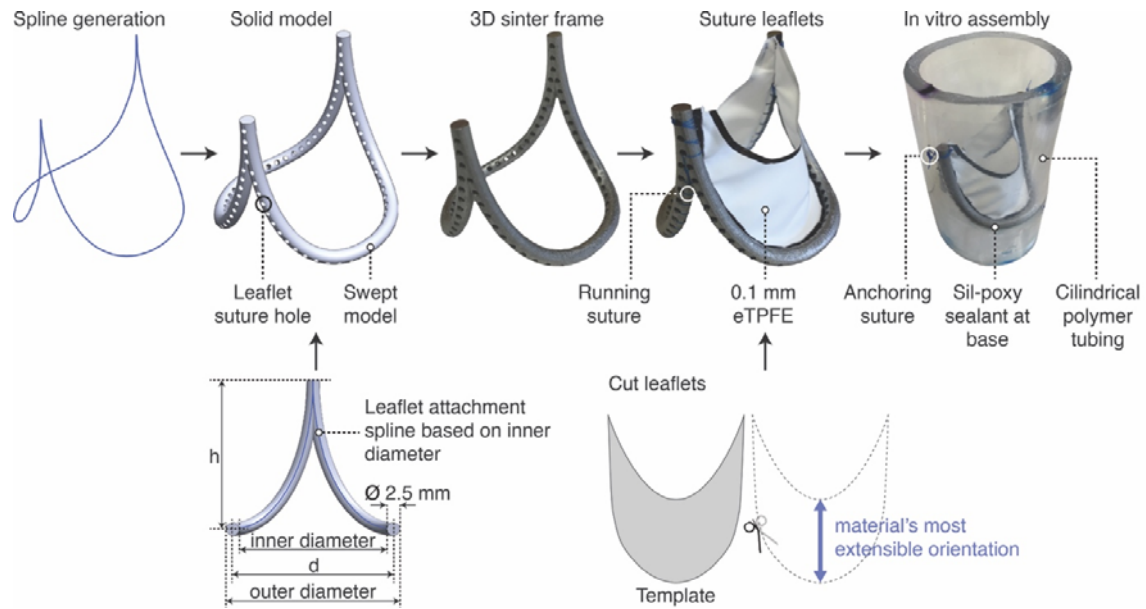 Spline generation
Solid model
3D sinter frame
Suture leaflets
In vitro assembly
Leaflet
suture hole
Swept
model
Running
suture
0.1 mm
eTPFE
Anchoring
suture
Sil-poxy
sealant at
base
Cilindrical
polymer
tubing
h
Leaflet attachment
spline based on inner
diameter
Ø 2.5 mm
inner diameter
d
outer diameter
Cut leaflets
material's most
extensible orientation
Template